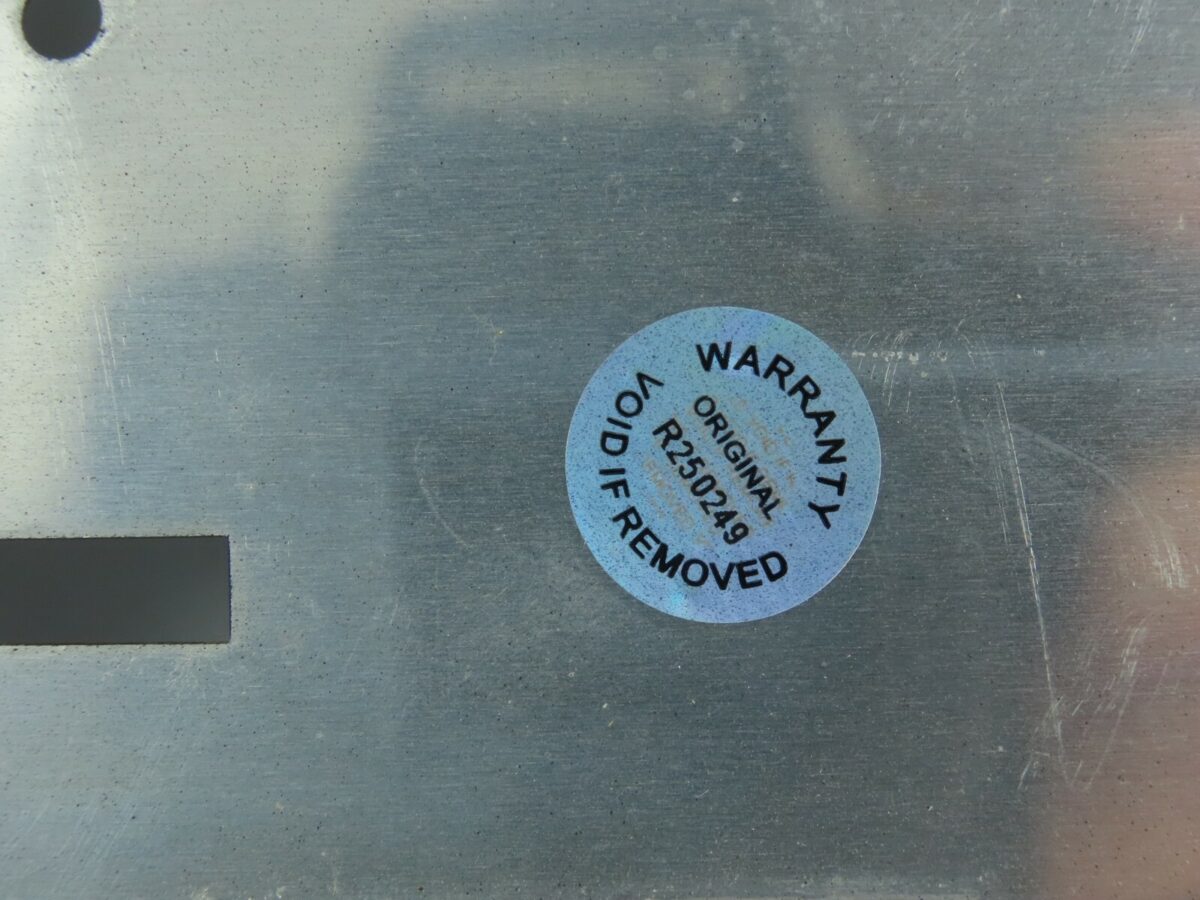 WARRANTY
ORIGINAL
R250249
VOID IF REMOVED